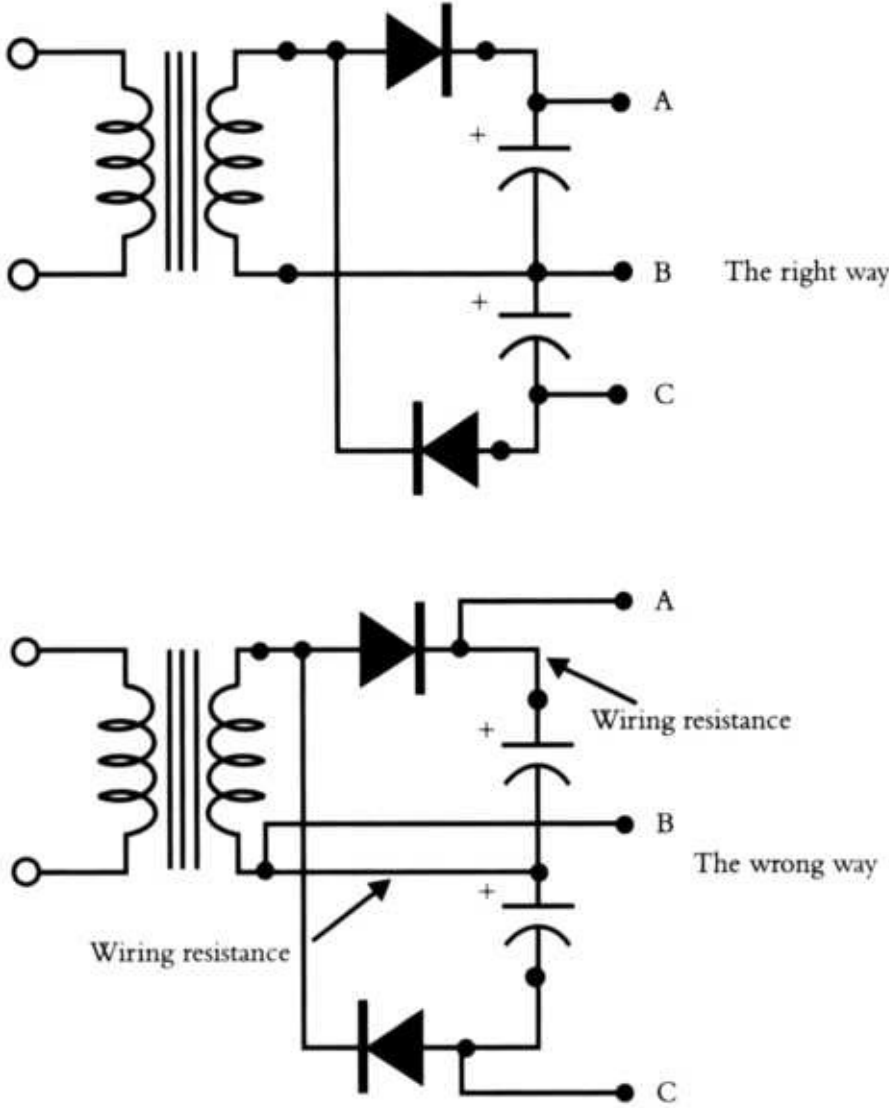 A
+
B
The right way
+
C
A
Wiring resistance
+
B
The wrong way
+
Wiring resistance
C